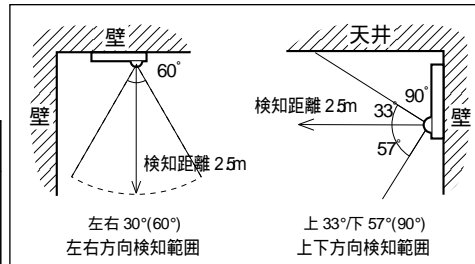 壁
60°
壁
検知距離 2.5m
左右 30°(60°)
左右方向検知範囲
天井
90°
33°
検知距離 2.5m
57°
壁
上 33°/下 57°(90°)
上下方向検知範囲